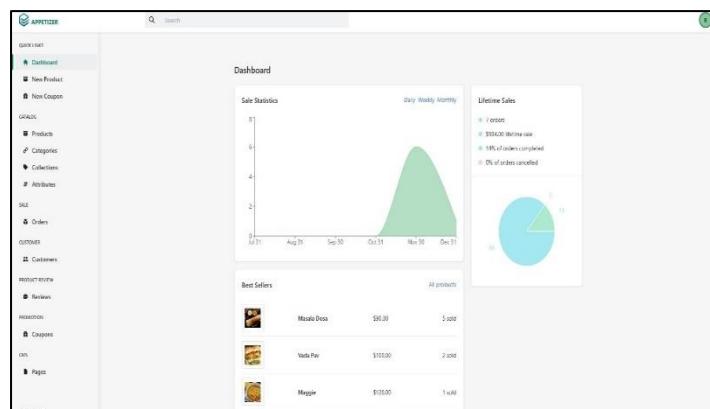 APPETIZER
Search
QUICK START
Dashboard
New Product
New Coupon
CATALOG
Products
Categories
Collections
Attributes
SALE
Orders
CUSTOMER
Customers
PRODUCT REVIEW
Reviews
PROMOTION
Coupons
CMS
Pages
Dashboard
Sale Statistics
Daily Weekly Monthly
8
6
4
2
0
Jul 31 Aug 31 Sep 30 Oct 31 Nov 30 Dec 31
Lifetime Sales
7 orders
lifetime sale
14% of orders completed
0% of orders cancelled
Best Sellers
All products
Masala Dosa $90.00 5 sold
Vada Pav $100.00 2 sold
Maggie $120.00 1 sold